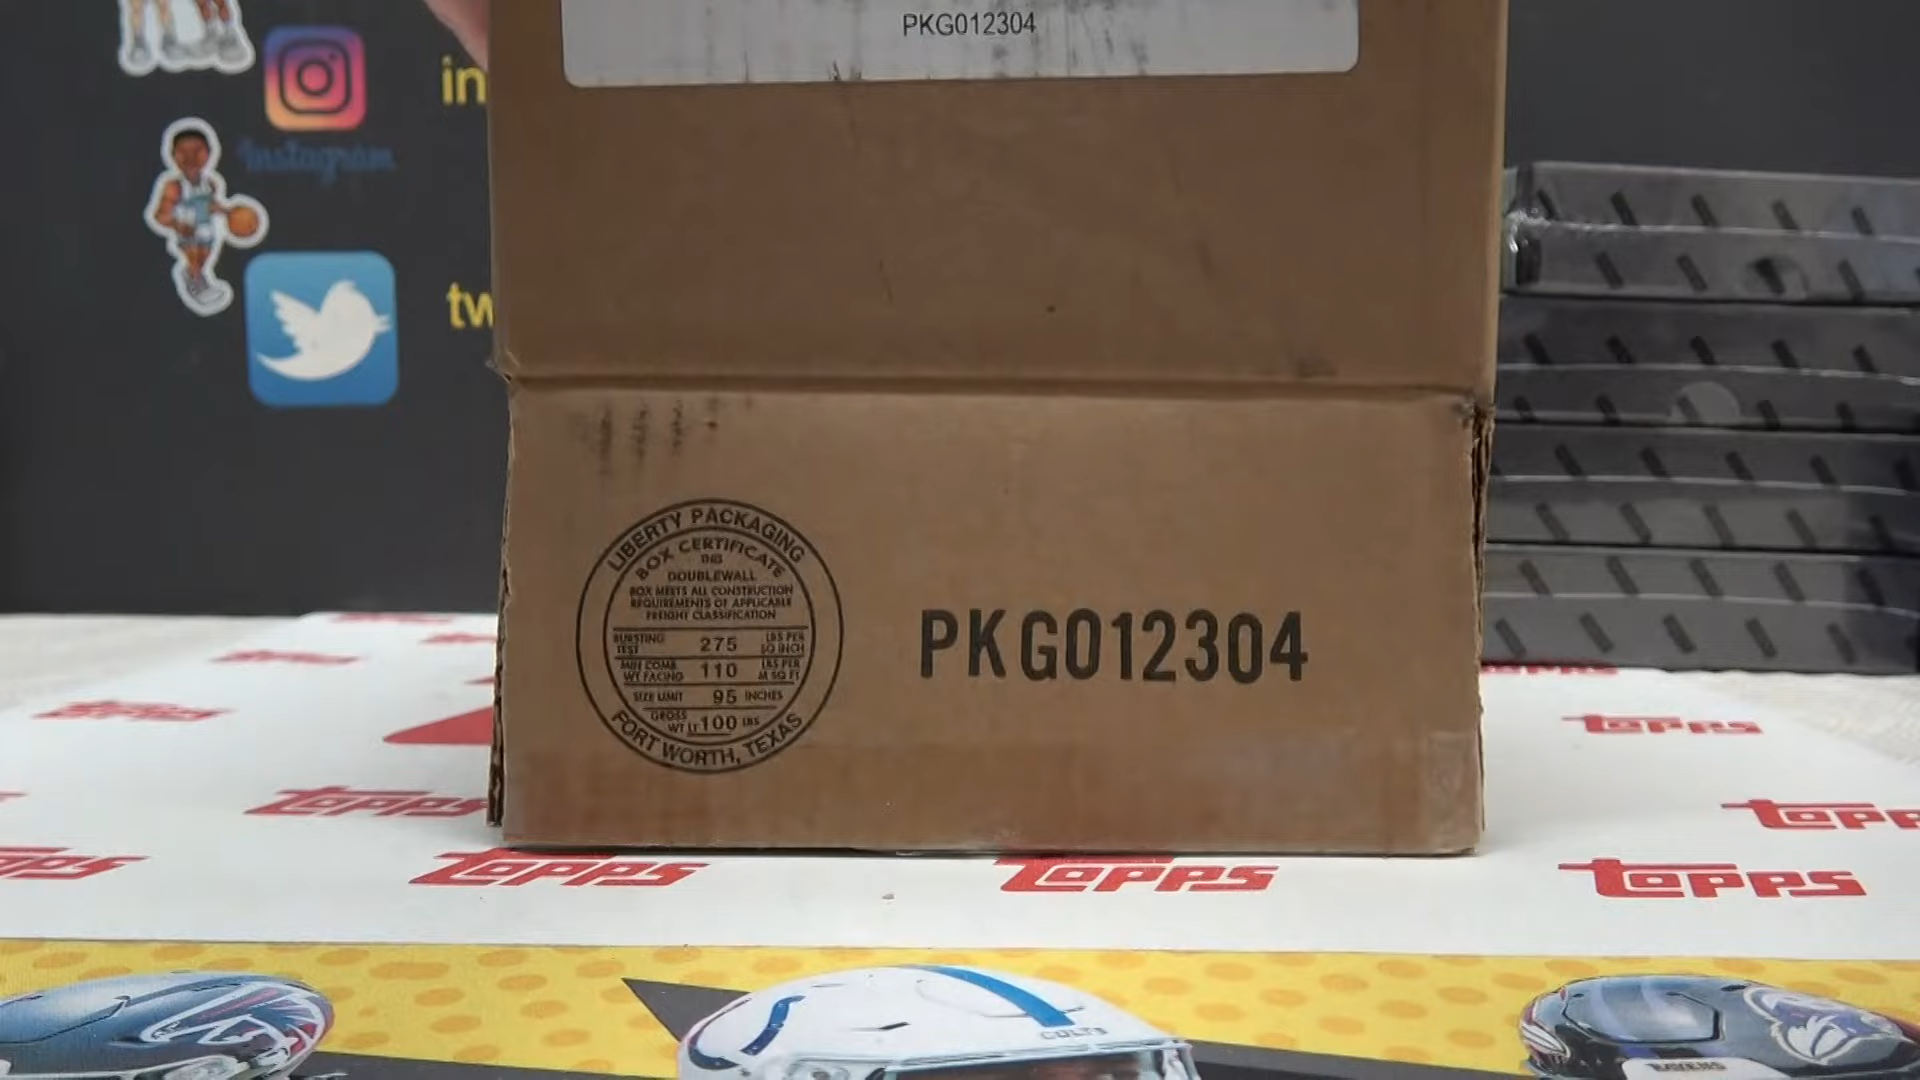 PKG012304
in
Instagram
tw
LIBERTY PACKAGING
BOX CERTIFICATE
THIS
DOUBLEWALL
BOX MEETS ALL CONSTRUCTION
REQUIREMENTS OF APPLICABLE
FREIGHT CLASSIFICATION
BURSTING TEST 275 LBS PER SQ INCH
MIN COMB WT FACING 110 LBS PER M SQ FT
SIZE LIMIT 95 INCHES
GROSS WT LT 100 LBS
FORT WORTH, TEXAS
PKG012304
topps
topps
topps
topps
topps
topps
COLTS
RAVENS